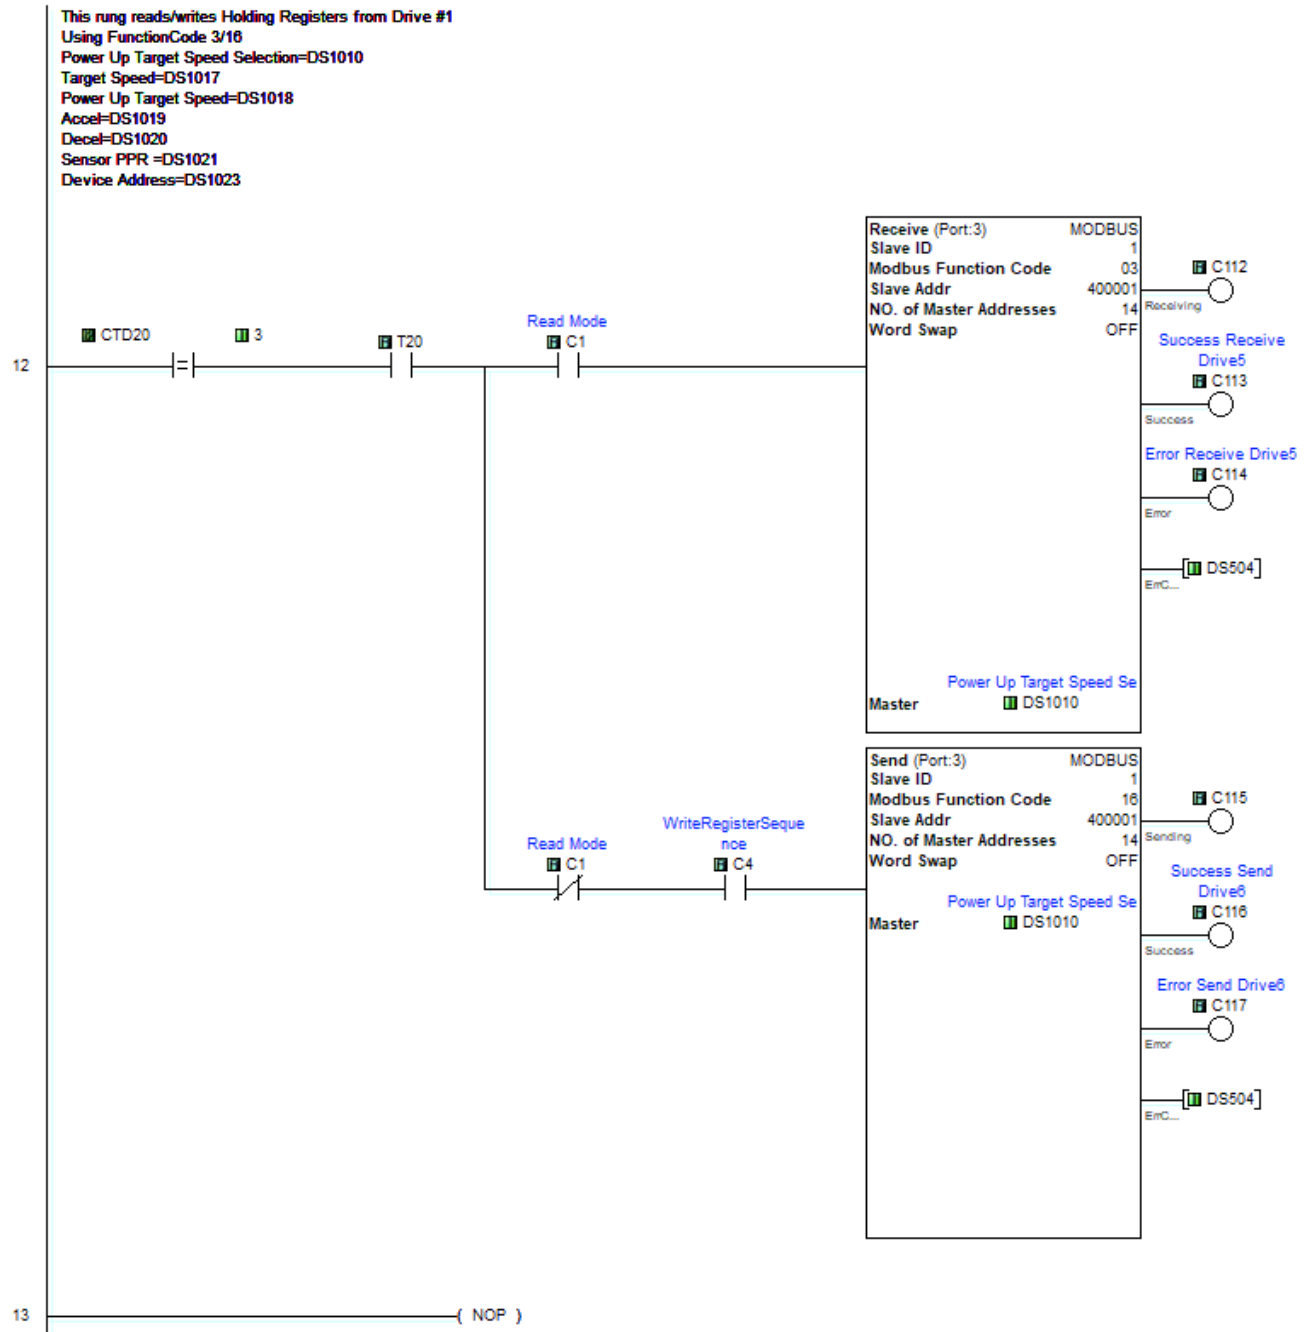 This rung reads/writes Holding Registers from Drive #1
Using FunctionCode 3/16
Power Up Target Speed Selection=DS1010
Target Speed=DS1017
Power Up Target Speed=DS1018
Accel=DS1019
Decel=DS1020
Sensor PPR =DS1021
Device Address=DS1023
12
CTD20
3
=
T20
Read Mode
C1
Receive (Port:3) MODBUS
Slave ID 1
Modbus Function Code 03
Slave Addr 400001
NO. of Master Addresses 14
Word Swap OFF
Power Up Target Speed Se
Master DS1010
C112
Receiving
Success Receive
Drive5
C113
Success
Error Receive Drive5
C114
Error
DS504
ErrC...
Read Mode
C1
WriteRegisterSeque
nce
C4
Send (Port:3) MODBUS
Slave ID 1
Modbus Function Code 16
Slave Addr 400001
NO. of Master Addresses 14
Word Swap OFF
Power Up Target Speed Se
Master DS1010
C115
Sending
Success Send
Drive6
C116
Success
Error Send Drive6
C117
Error
DS504
ErrC...
13
( NOP )